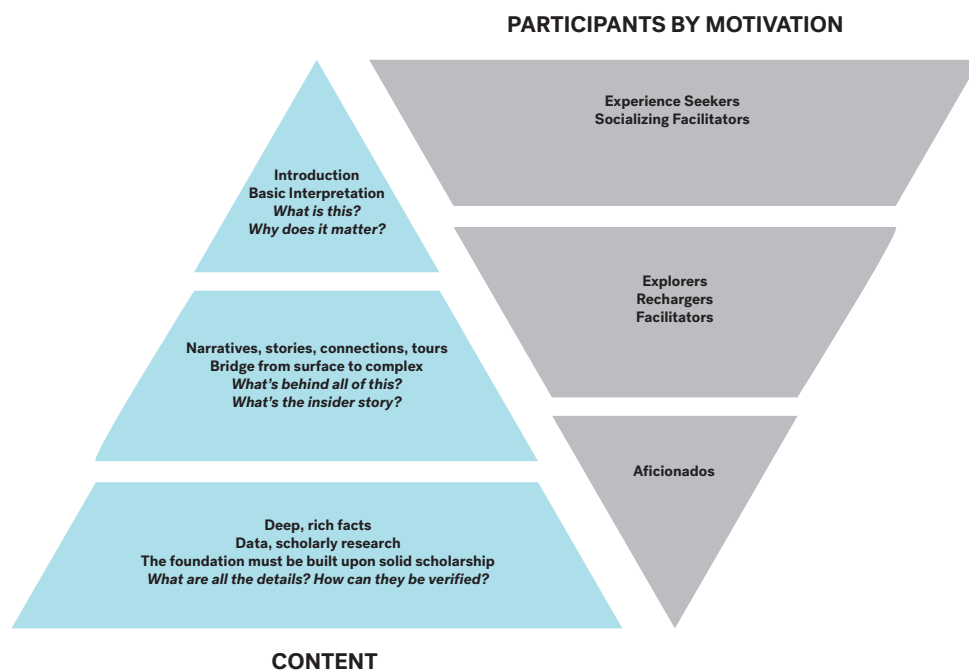 PARTICIPANTS BY MOTIVATION
Experience Seekers
Socializing Facilitators
Introduction
Basic Interpretation
What is this?
Why does it matter?
Explorers
Rechargers
Facilitators
Narratives, stories, connections, tours
Bridge from surface to complex
What’s behind all of this?
What’s the insider story?
Aficionados
Deep, rich facts
Data, scholarly research
The foundation must be built upon solid scholarship
What are all the details? How can they be verified?
CONTENT